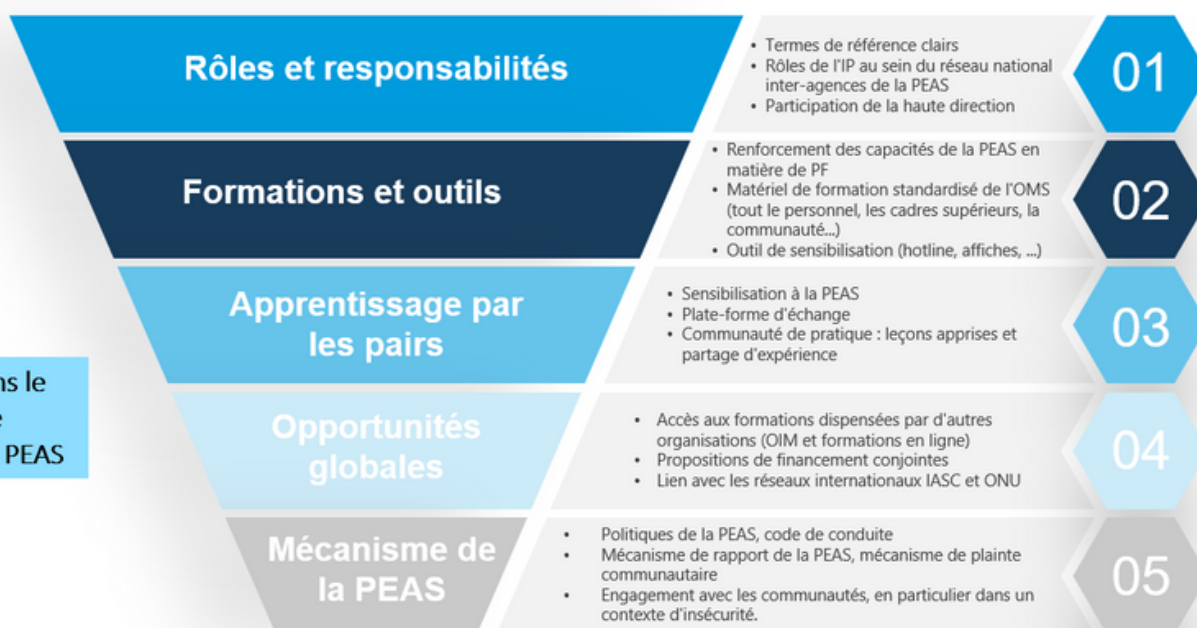 Rôles et responsabilités
• Termes de référence clairs
• Rôles de l'IP au sein du réseau national
inter-agences de la PEAS
• Participation de la haute direction
01
Formations et outils
• Renforcement des capacités de la PEAS en
matière de PF
• Matériel de formation standardisé de l'OMS
(tout le personnel, les cadres supérieurs, la
communauté...)
• Outil de sensibilisation (hotline, affiches, ...)
02
Apprentissage par
les pairs
• Sensibilisation à la PEAS
• Plate-forme d'échange
• Communauté de pratique : leçons apprises et
partage d'expérience
03
le
PEAS
Opportunités
globales
• Accès aux formations dispensées par d'autres
organisations (OIM et formations en ligne)
• Propositions de financement conjointes
• Lien avec les réseaux internationaux IASC et ONU
04
Mécanisme de
la PEAS
• Politiques de la PEAS, code de conduite
• Mécanisme de rapport de la PEAS, mécanisme de plainte
communautaire
• Engagement avec les communautés, en particulier dans un
contexte d'insécurité.
05